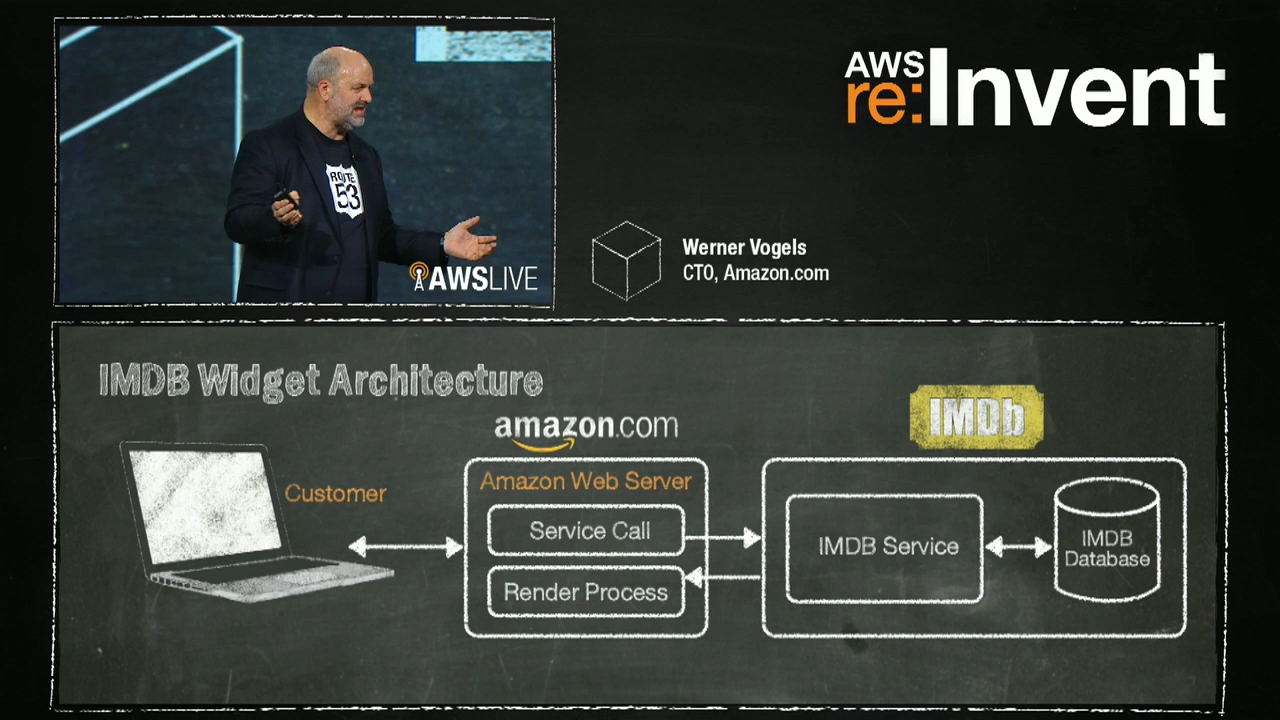 AWS
re:Invent
ROUTE
53
AWSLIVE
Werner Vogels
CTO, Amazon.com
IMDB Widget Architecture
amazon.com
IMDb
Customer
Amazon Web Server
Service Call
Render Process
IMDB Service
IMDB
Database